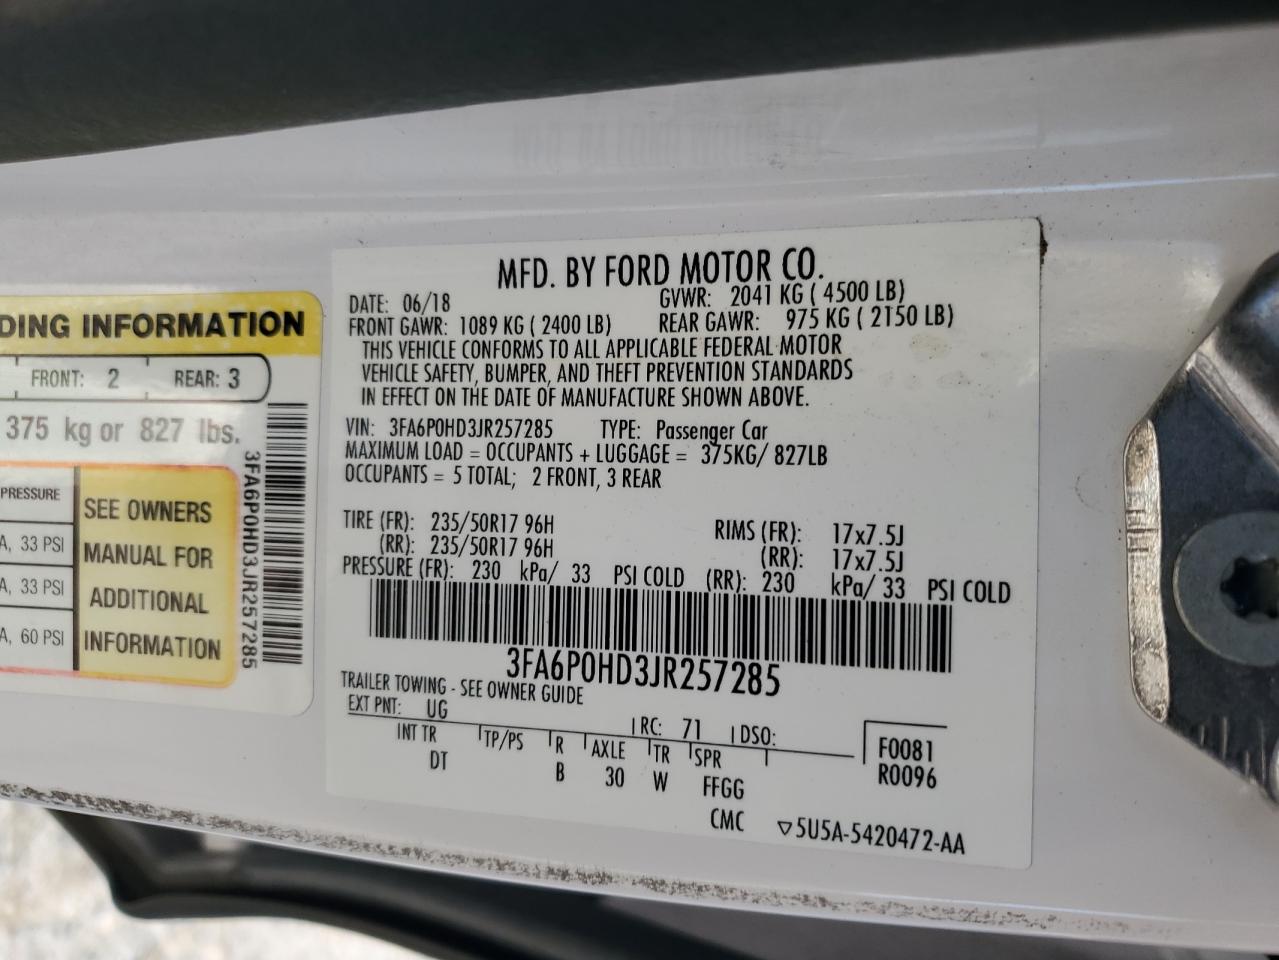 DING INFORMATION
FRONT: 2 REAR: 3
375 kg or 827 lbs.
PRESSURE
A, 33 PSI
A, 33 PSI
A, 60 PSI
SEE OWNERS
MANUAL FOR
ADDITIONAL
INFORMATION
3FA6P0HD3JR257285
MFD. BY FORD MOTOR CO.
DATE: 06/18 GVWR: 2041 KG ( 4500 LB)
FRONT GAWR: 1089 KG ( 2400 LB) REAR GAWR: 975 KG ( 2150 LB)
THIS VEHICLE CONFORMS TO ALL APPLICABLE FEDERAL MOTOR
VEHICLE SAFETY, BUMPER, AND THEFT PREVENTION STANDARDS
IN EFFECT ON THE DATE OF MANUFACTURE SHOWN ABOVE.
VIN: 3FA6P0HD3JR257285 TYPE: Passenger Car
MAXIMUM LOAD = OCCUPANTS + LUGGAGE = 375KG/ 827LB
OCCUPANTS = 5 TOTAL; 2 FRONT, 3 REAR
TIRE (FR): 235/50R17 96H RIMS (FR): 17x7.5J
(RR): 235/50R17 96H (RR): 17x7.5J
PRESSURE (FR): 230 kPa/ 33 PSI COLD (RR): 230 kPa/ 33 PSI COLD
3FA6P0HD3JR257285
TRAILER TOWING - SEE OWNER GUIDE
EXT PNT: UG RC: 71 DSO:
INT TR TP/PS R AXLE TR SPR F0081
DT B 30 W FFGG R0096
CMC ▽5U5A-5420472-AA